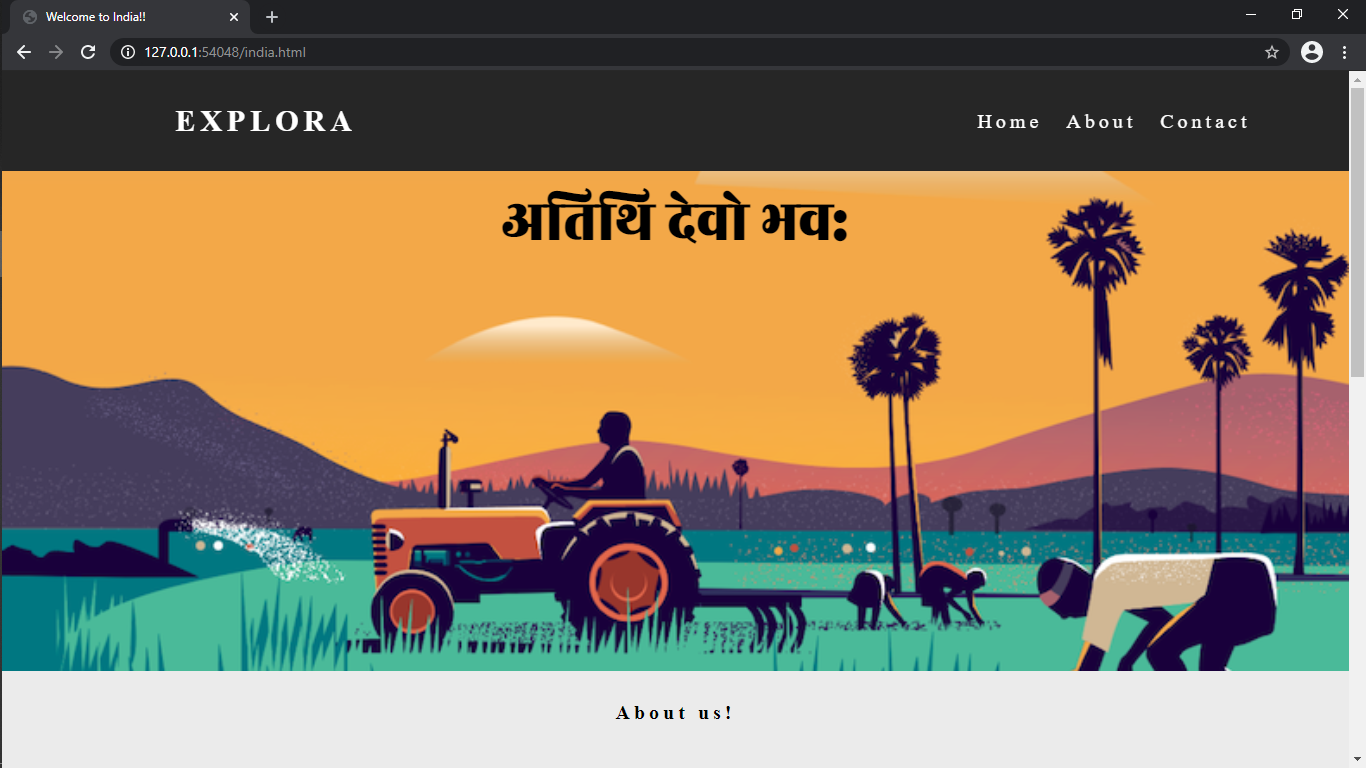 Welcome to India!!
127.0.0.1:54048/india.html
EXPLORA
Home About Contact
अतिथि देवो भवः
About us!